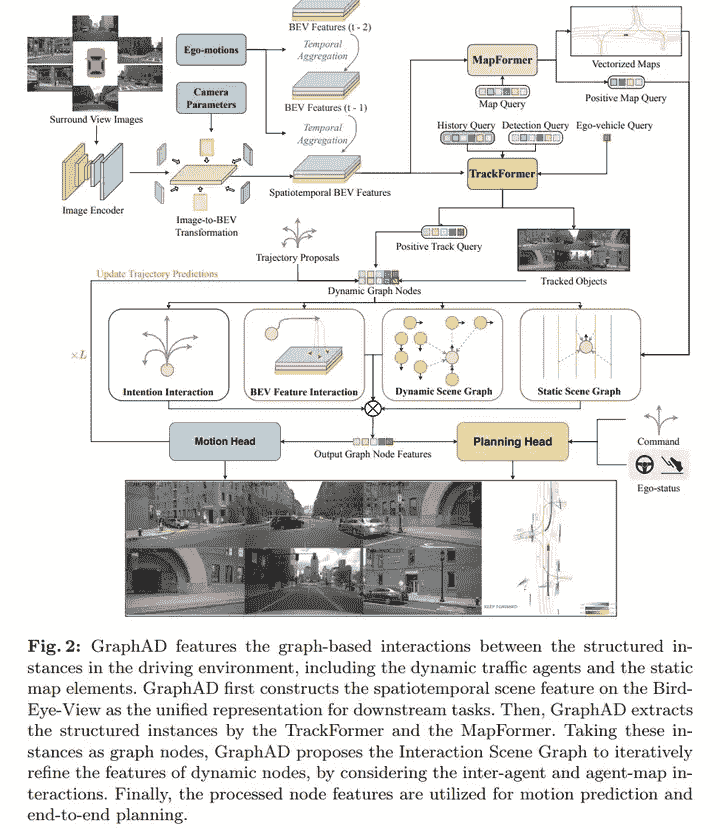 BEV Features (t - 2)
Ego-motions
Temporal
Aggregation
MapFormer
Vectorized Maps
Camera
Parameters
BEV Features (t - 1)
Map Query
Positive Map Query
Surround View Images
Temporal
Aggregation
History Query
Detection Query
Ego-vehicle Query
TrackFormer
Image Encoder
Image-to-BEV
Transformation
Spatiotemporal BEV Features
Positive Track Query
Trajectory Proposals
Tracked Objects
Update Trajectory Predictions
Dynamic Graph Nodes
×L
Intention Interaction
BEV Feature Interaction
Dynamic Scene Graph
Static Scene Graph
Motion Head
Output Graph Node Features
Planning Head
Command
Ego-status
KEEP FORWARD
Fig. 2: GraphAD features the graph-based interactions between the structured in-
stances in the driving environment, including the dynamic traffic agents and the static
map elements. GraphAD first constructs the spatiotemporal scene feature on the Bird-
Eye-View as the unified representation for downstream tasks. Then, GraphAD extracts
the structured instances by the TrackFormer and the MapFormer. Taking these in-
stances as graph nodes, GraphAD proposes the Interaction Scene Graph to iteratively
refine the features of dynamic nodes, by considering the inter-agent and agent-map in-
teractions. Finally, the processed node features are utilized for motion prediction and
end-to-end planning.